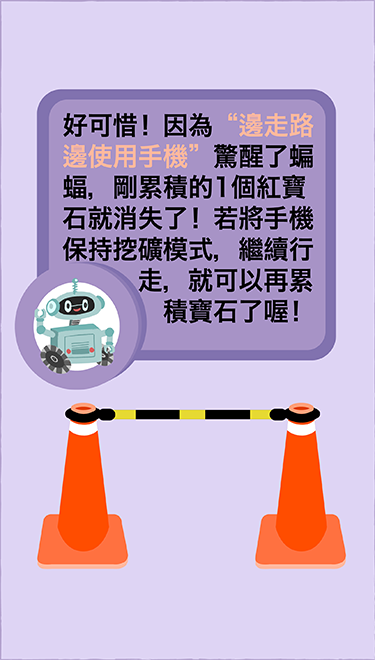 好可惜！因為“邊走路
邊使用手機”驚醒了蝙
蝠，剛累積的1個紅寶
石就消失了！若將手機
保持挖礦模式，繼續行
走，就可以再累
積寶石了喔！